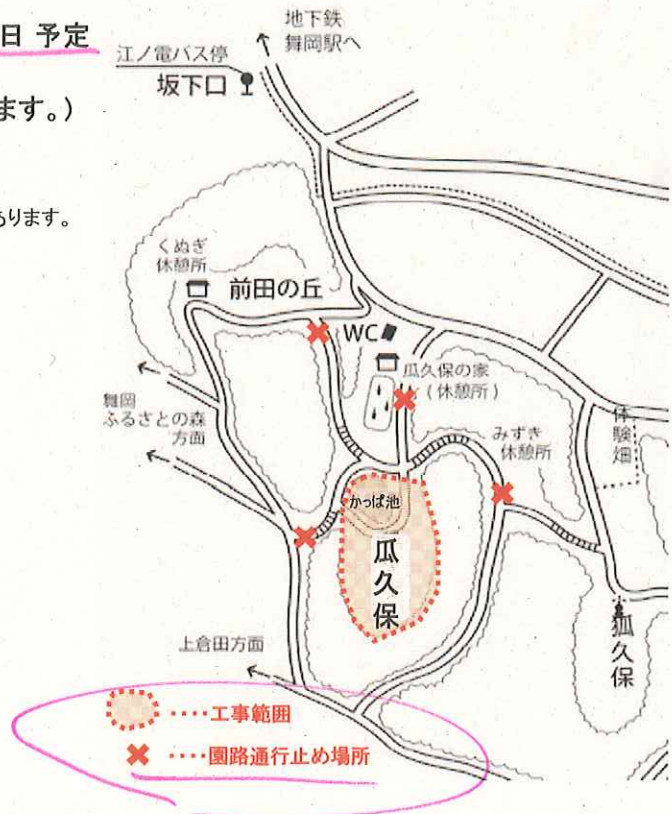 日 予定
ます。)
あります。
地下鉄
舞岡駅へ
江ノ電バス停
坂下口
くぬぎ
休憩所
前田の丘
WC
瓜久保の家
(休憩所)
舞岡
ふるさとの森
方面
みずき
休憩所
体験畑
かっぱ池
瓜久保
狐久保
上倉田方面
····工事範囲
····園路通行止め場所